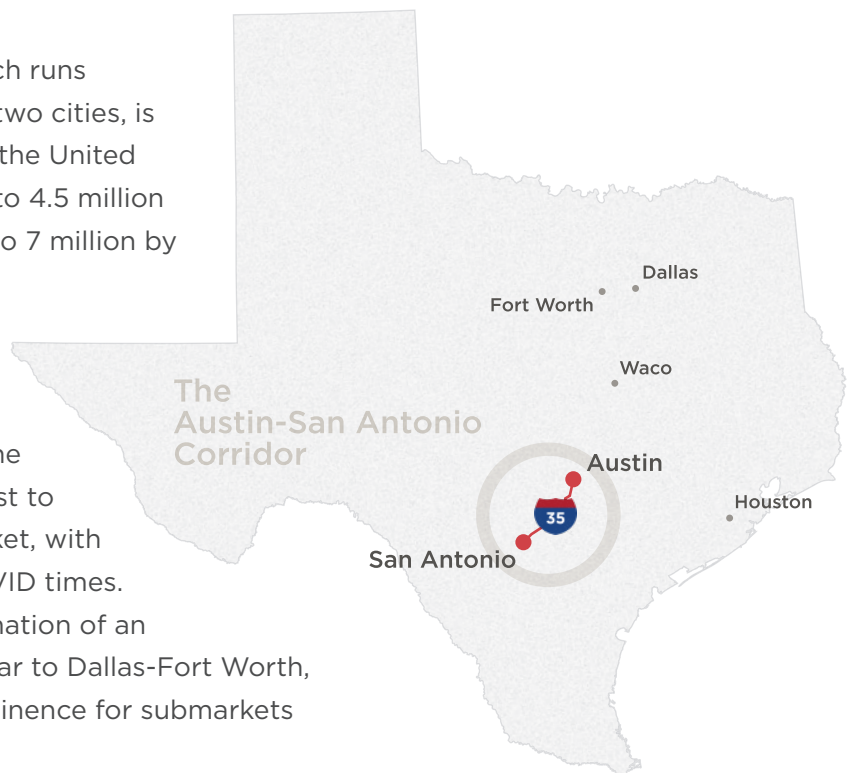 ch runs
two cities, is
the United
to 4.5 million
o 7 million by
Dallas
Fort Worth
Waco
The
Austin-San Antonio
Corridor
ne
st to
ket, with
VID times.
nation of an
ar to Dallas-Fort Worth,
inence for submarkets
Austin
35
Houston
San Antonio